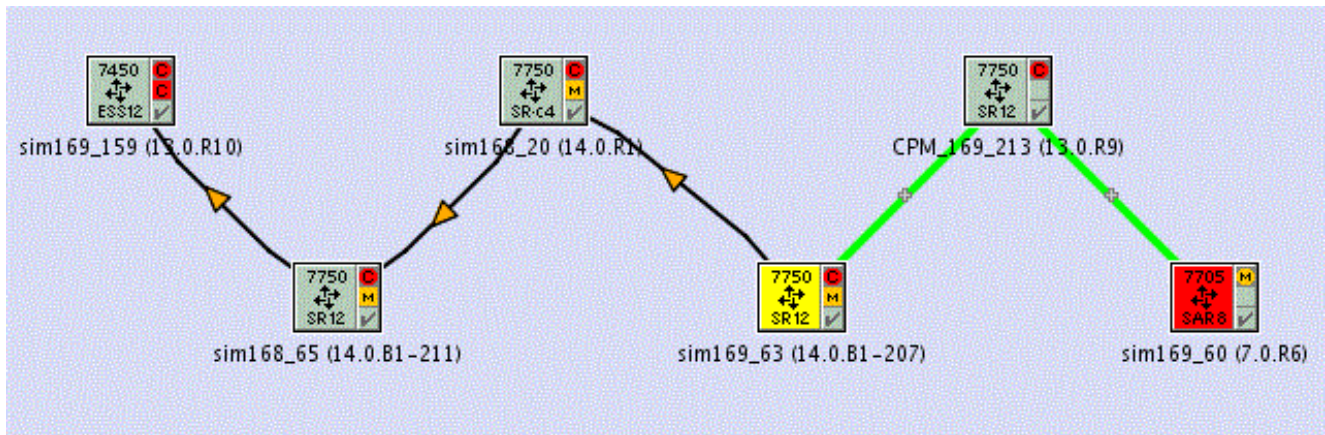 7450
C
C
ESS12
sim169_159 (13.0.R10)
7750
C
M
SR-c4
sim168_20 (14.0.R1)
7750
C
SR12
CPM_169_213 (13.0.R9)
7750
C
M
SR12
sim168_65 (14.0.B1-211)
7750
C
M
SR12
sim169_63 (14.0.B1-207)
7705
M
SAR8
sim169_60 (7.0.R6)